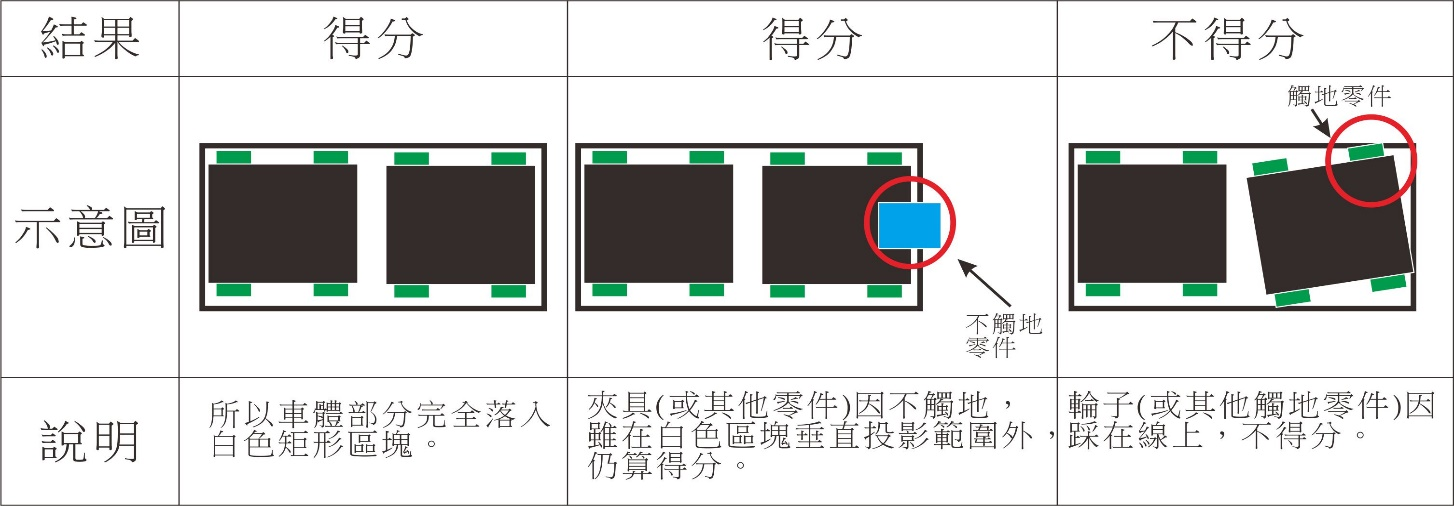 結果
得分
得分
不得分
示意圖
觸地零件
不觸地
零件
說明
所以車體部分完全落入
白色矩形區塊。
夾具(或其他零件)因不觸地，
雖在白色區塊垂直投影範圍外，
仍算得分。
輪子(或其他觸地零件)因
踩在線上，不得分。